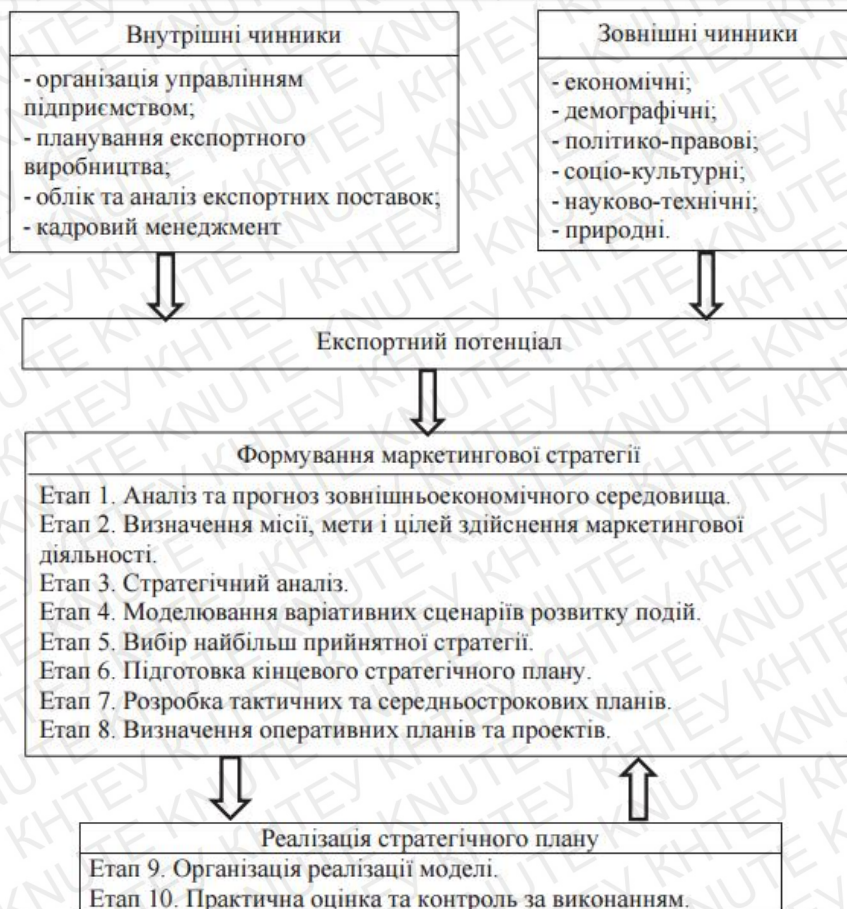 Внутрішні чинники
- організація управлінням
підприємством;
- планування експортного
виробництва;
- облік та аналіз експортних поставок;
- кадровий менеджмент
Зовнішні чинники
- економічні;
- демографічні;
- політико-правові;
- соціо-культурні;
- науково-технічні;
- природні.
Експортний потенціал
Формування маркетингової стратегії
Етап 1. Аналіз та прогноз зовнішньоекономічного середовища.
Етап 2. Визначення місії, мети і цілей здійснення маркетингової
діяльності.
Етап 3. Стратегічний аналіз.
Етап 4. Моделювання варіативних сценаріїв розвитку подій.
Етап 5. Вибір найбільш прийнятної стратегії.
Етап 6. Підготовка кінцевого стратегічного плану.
Етап 7. Розробка тактичних та середньострокових планів.
Етап 8. Визначення оперативних планів та проектів.
Реалізація стратегічного плану
Етап 9. Організація реалізації моделі.
Етап 10. Практична оцінка та контроль за виконанням.